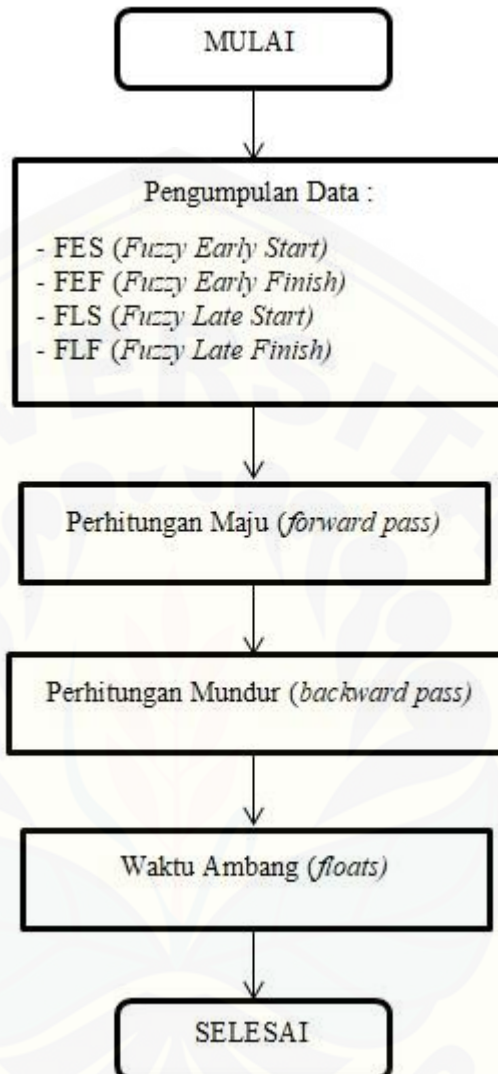 MULAI
Pengumpulan Data :
- FES (Fuzzy Early Start)
- FEF (Fuzzy Early Finish)
- FLS (Fuzzy Late Start)
- FLF (Fuzzy Late Finish)
Perhitungan Maju (forward pass)
Perhitungan Mundur (backward pass)
Waktu Ambang (floats)
SELESAI